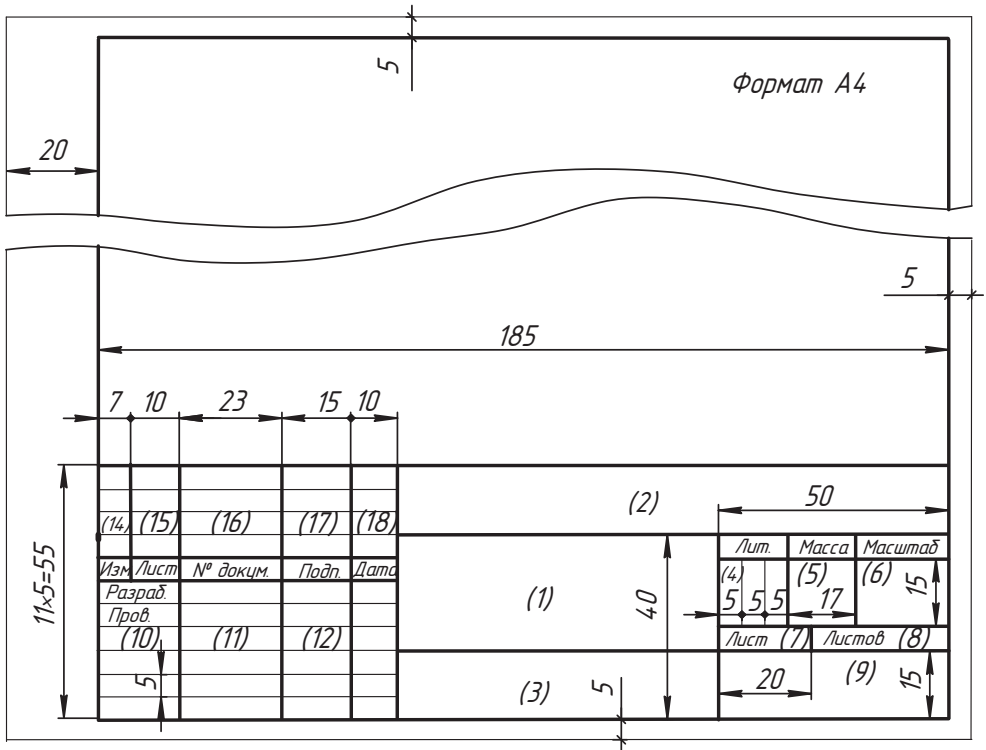 5
Формат А4
20
5
185
7 10 23 15 10
(2) 50
(14) (15) (16) (17) (18)
Лит. Масса Масштаб
Изм Лист № докум. Подп. Дата
(4) (5) (6) 15
11×5=55
Разраб.
(1) 40
5 5 5 17
Пров.
(10) (11) (12)
Лист (7) Листов (8)
5
(3) 5
20 (9) 15